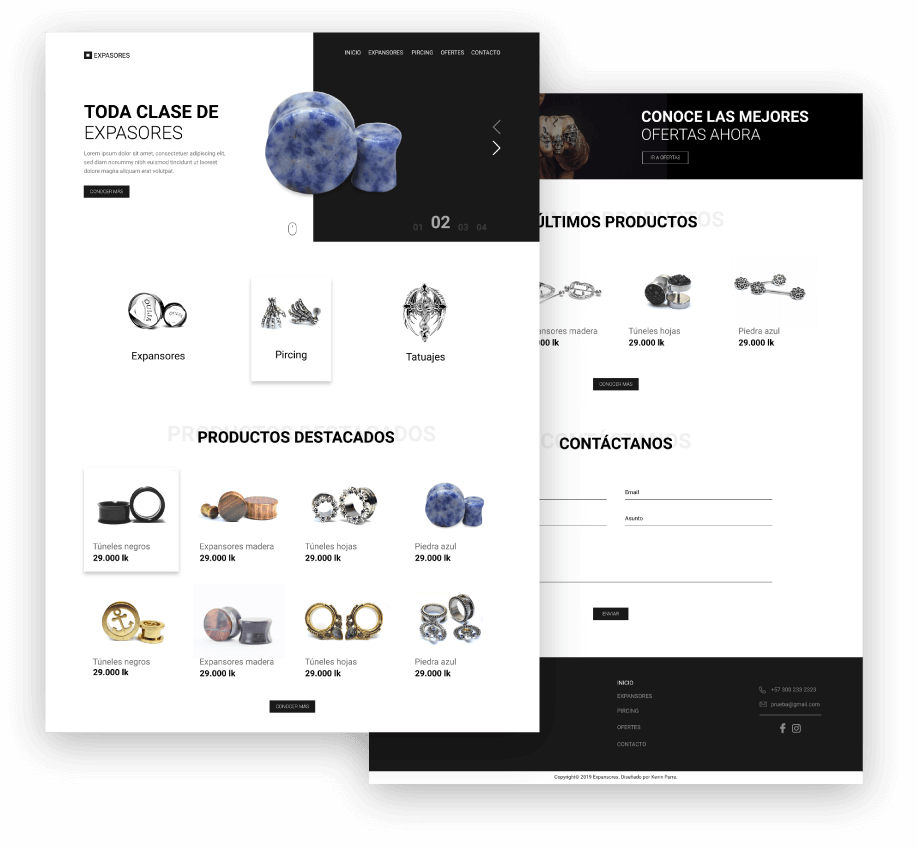 EXPASORES
INICIO EXPANSORES PIRCING OFERTES CONTACTO
TODA CLASE DE
EXPASORES
Lorem ipsum dolor sit amet, consectetuer adipiscing elit,
sed diam nonummy nibh euismod tincidunt ut laoreet
dolore magna aliquam erat volutpat.
CONOCER MÁS
01 02 03 04
Expansores
Pircing
Tatuajes
PRODUCTOS DESTACADOS
PRODUCTOS DESTACADOS
Túneles negros
29.000 lk
Expansores madera
29.000 lk
Túneles hojas
29.000 lk
Piedra azul
29.000 lk
Túneles negros
29.000 lk
Expansores madera
29.000 lk
Túneles hojas
29.000 lk
Piedra azul
29.000 lk
CONOCER MÁS
CONOCE LAS MEJORES
OFERTAS AHORA
IR A OFERTAS
ÚLTIMOS PRODUCTOS
ansores madera
00 lk
Túneles hojas
29.000 lk
Piedra azul
29.000 lk
CONOCER MÁS
CONTÁCTANOS
CONTÁCTANOS
Email
Asunto
ENVIAR
INICIO
EXPANSORES
PIRCING
OFERTES
CONTACTO
+57 300 233 2323
prueba@gmail.com
Copyright© 2019 Expansores. Diseñado por Kevin Parra.